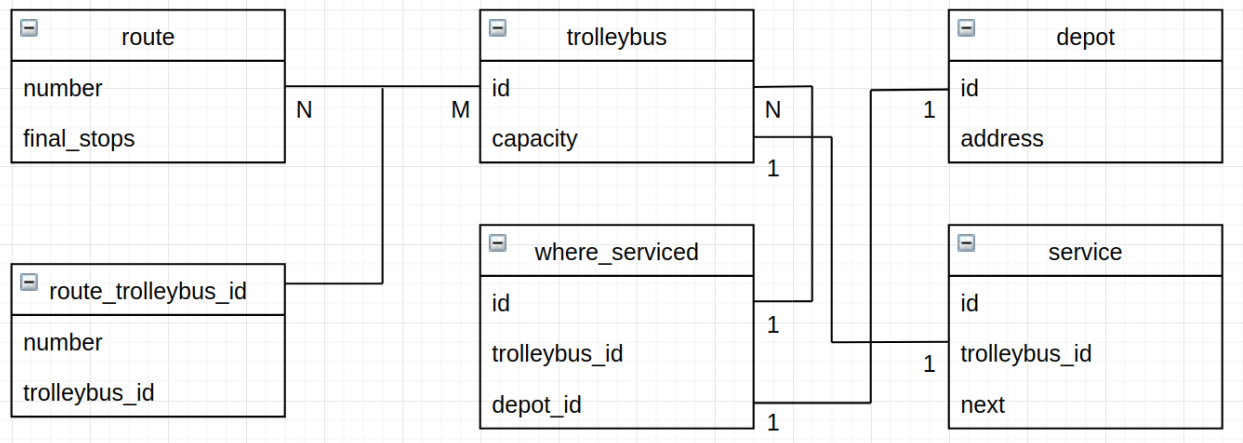 route
number
final_stops
N
M
trolleybus
id
capacity
N
1
depot
id
address
1
route_trolleybus_id
number
trolleybus_id
where_serviced
id
trolleybus_id
depot_id
1
1
service
id
trolleybus_id
next
1